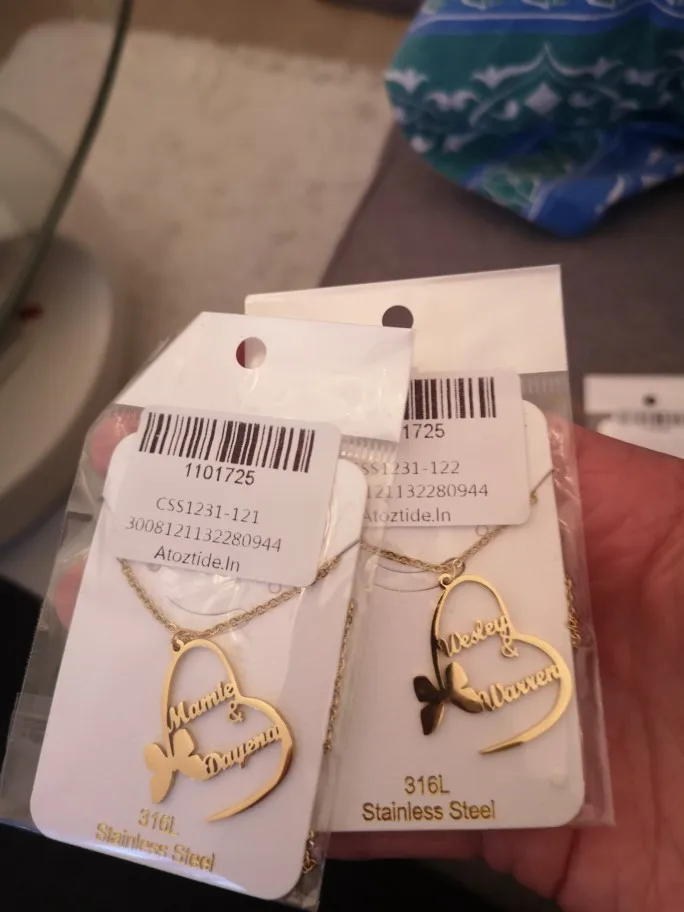 1101725
CSS1231-121
3008121132280944
Atoztide.In
Mamie
&
Dayena
316L
Stainless Steel
1725
SS1231-122
121132280944
Atoztide.In
Wesley
&
Warren
316L
Stainless Steel